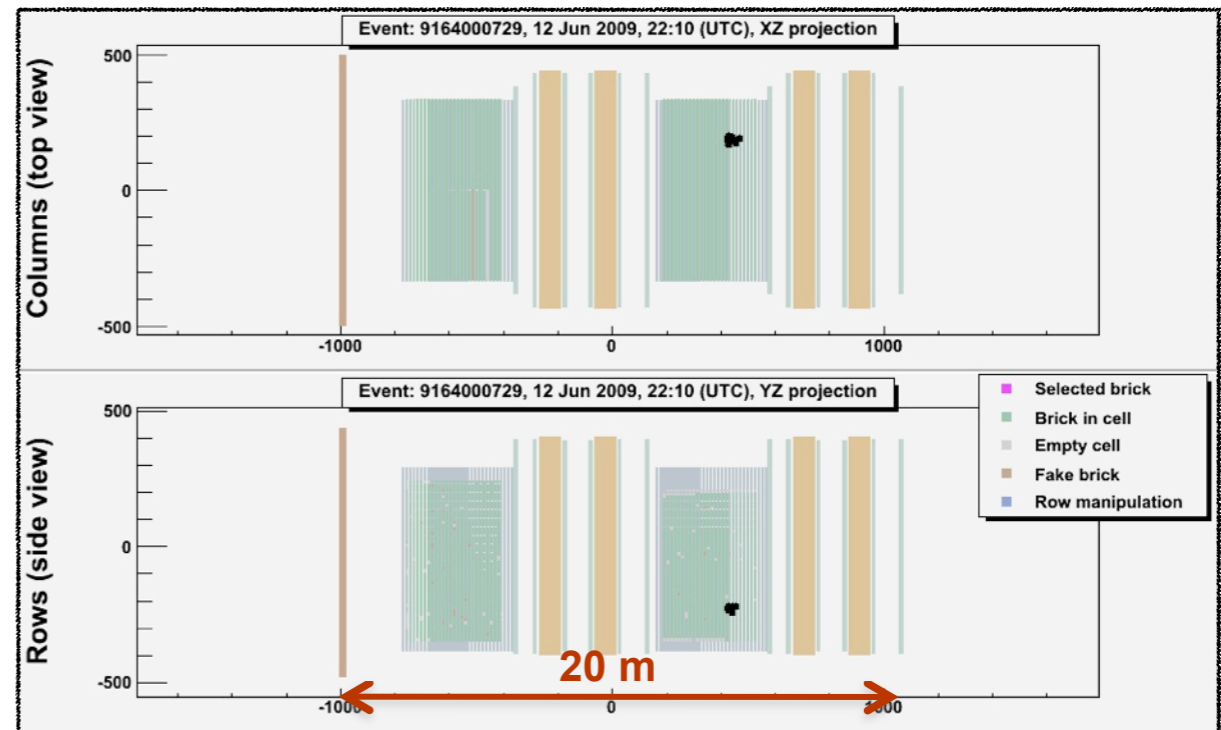 Event: 9164000729, 12 Jun 2009, 22:10 (UTC), XZ projection
Columns (top view)
500
0
-500
-1000
0
1000
Event: 9164000729, 12 Jun 2009, 22:10 (UTC), YZ projection
Rows (side view)
500
0
-500
Selected brick
Brick in cell
Empty cell
Fake brick
Row manipulation
20 m
-1000
0
1000